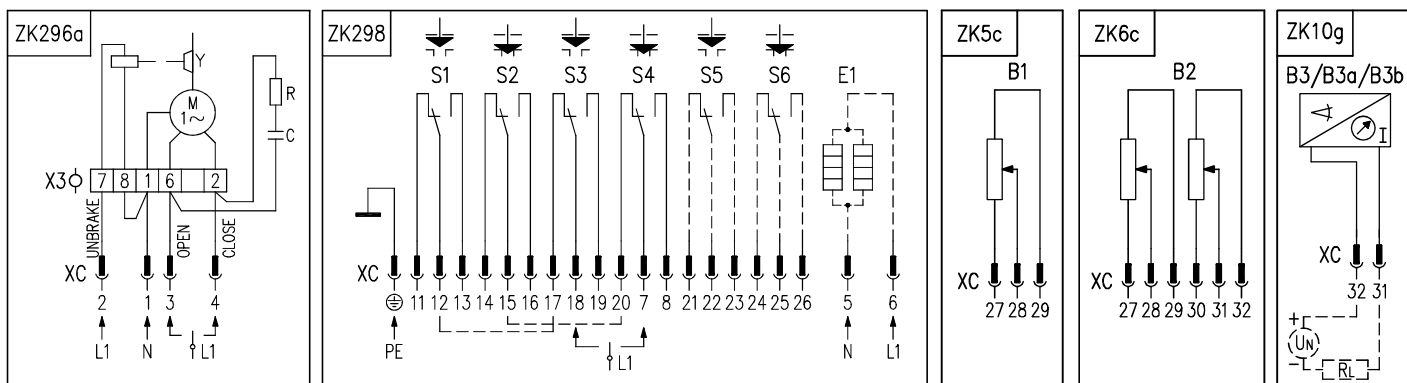 ZK296a
Y
R
M
1~
C
X3
7 8 1 6 2
UNBRAKE
OPEN
CLOSE
XC
2 1 3 4
L1 N L1
ZK298
S1 S2 S3 S4 S5 S6 E1
XC
11 12 13 14 15 16 17 18 19 20 7 8 21 22 23 24 25 26 5 6
PE L1 N L1
ZK5c
B1
XC
27 28 29
ZK6c
B2
XC
27 28 29 30 31 32
ZK10g
B3/B3a/B3b
I
XC
32 31
+
UN
−
RL